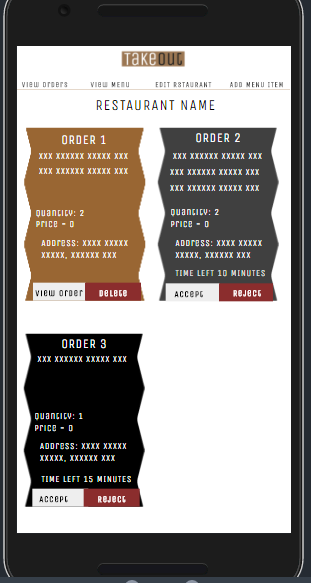 Takeout
View Orders View Menu EDIT RSTAURANT ADD MENU ITEM
RESTAURANT NAME
ORDER 1
XXX XXXXXX XXXXX XXX
XXX XXXXXX XXXXX XXX
Quantity: 2
Price = 0
Address: XXXX XXXXX
XXXXX, XXXXXX XXX
View Order Delete
ORDER 2
XXX XXXXXX XXXXX XXX
XXX XXXXXX XXXXX XXX
XXX XXXXXX XXXXX XXX
Quantity: 2
Price = 0
Address: XXXX XXXXX
XXXXX, XXXXXX XXX
TIME LEFT 10 MINUTES
Accept Reject
ORDER 3
XXX XXXXXX XXXXX XXX
Quantity: 1
Price = 0
Address: XXXX XXXXX
XXXXX, XXXXXX XXX
TIME LEFT 15 MINUTES
Accept Reject